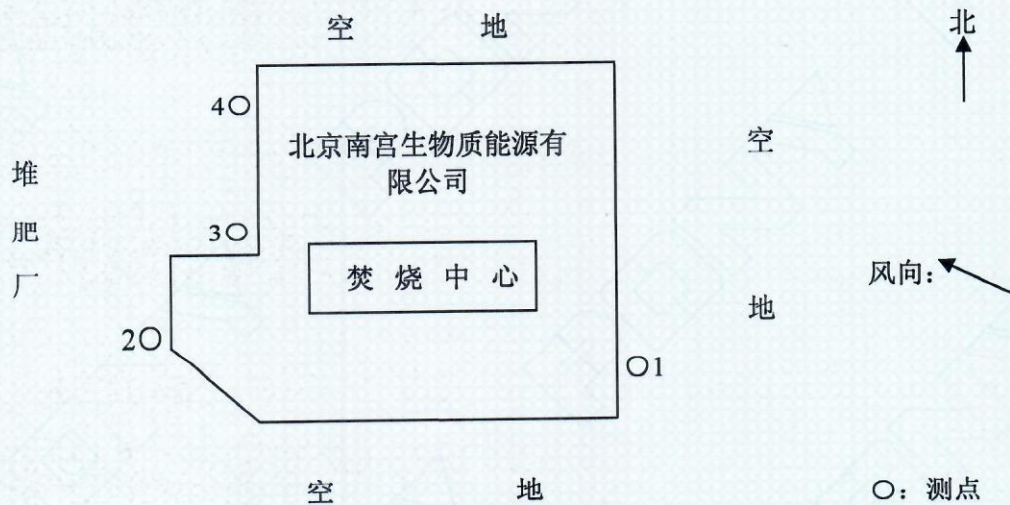 空 地
北
4
北京南宫生物质能源有
限公司
空
地
堆
肥
厂
3
焚 烧 中 心
风向:
2
1
空 地
O:测点